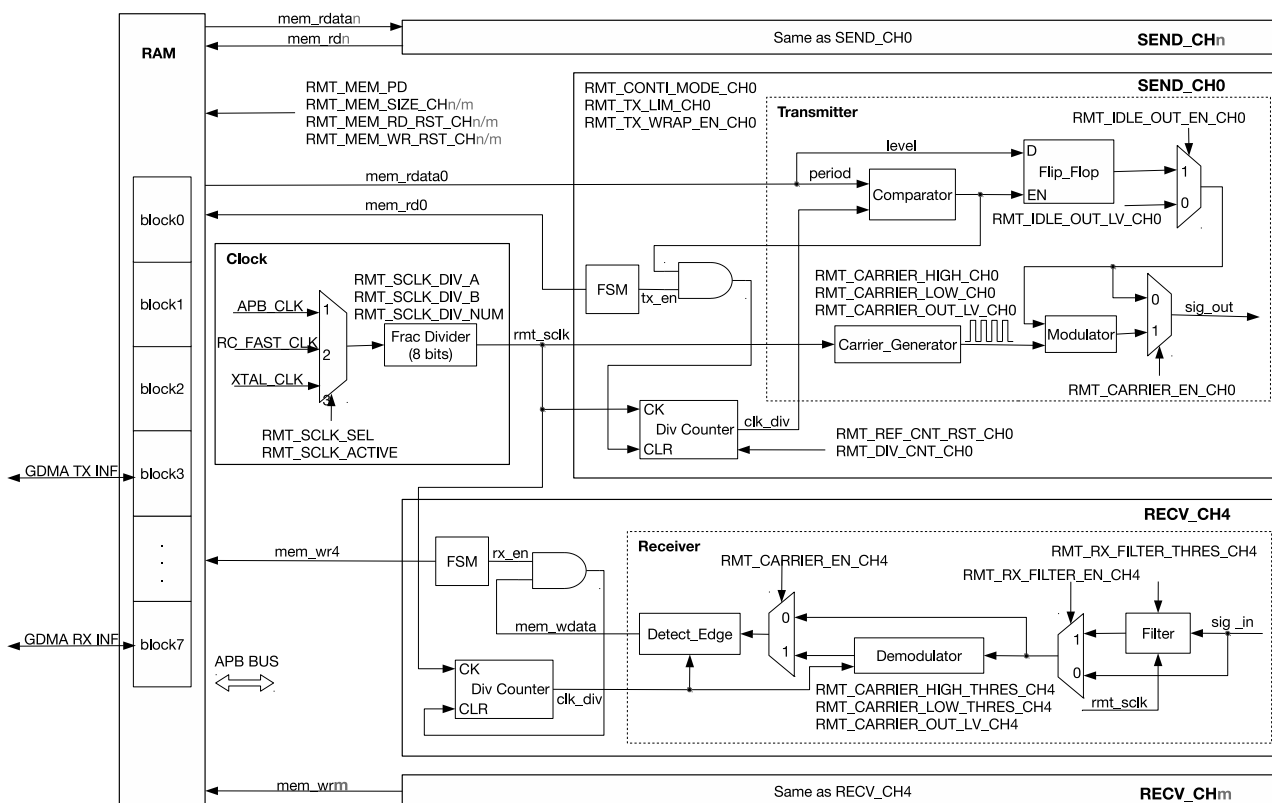 mem_rdatan
mem_rdn
Same as SEND_CH0
SEND_CHn
RAM
RMT_MEM_PD
RMT_MEM_SIZE_CHn/m
RMT_MEM_RD_RST_CHn/m
RMT_MEM_WR_RST_CHn/m
RMT_CONTI_MODE_CH0
RMT_TX_LIM_CH0
RMT_TX_WRAP_EN_CH0
SEND_CH0
Transmitter
RMT_IDLE_OUT_EN_CH0
level
D
Flip_Flop
EN
1
0
RMT_IDLE_OUT_LV_CH0
mem_rdata0
period
Comparator
mem_rd0
block0
block1
block2
block3
.
.
.
block7
Clock
RMT_SCLK_DIV_A
RMT_SCLK_DIV_B
RMT_SCLK_DIV_NUM
APB_CLK
RC_FAST_CLK
XTAL_CLK
1
2
3
Frac Divider
(8 bits)
rmt_sclk
RMT_SCLK_SEL
RMT_SCLK_ACTIVE
FSM
tx_en
RMT_CARRIER_HIGH_CH0
RMT_CARRIER_LOW_CH0
RMT_CARRIER_OUT_LV_CH0
Carrier_Generator
Modulator
0
1
sig_out
RMT_CARRIER_EN_CH0
CK
Div Counter
CLR
clk_div
RMT_REF_CNT_RST_CH0
RMT_DIV_CNT_CH0
GDMA TX INF
GDMA RX INF
APB BUS
RECV_CH4
mem_wr4
FSM
rx_en
Receiver
RMT_CARRIER_EN_CH4
RMT_RX_FILTER_THRES_CH4
RMT_RX_FILTER_EN_CH4
mem_wdata
Detect_Edge
0
1
Demodulator
1
0
Filter
sig_in
rmt_sclk
CK
Div Counter
CLR
clk_div
RMT_CARRIER_HIGH_THRES_CH4
RMT_CARRIER_LOW_THRES_CH4
RMT_CARRIER_OUT_LV_CH4
mem_wrm
Same as RECV_CH4
RECV_CHm